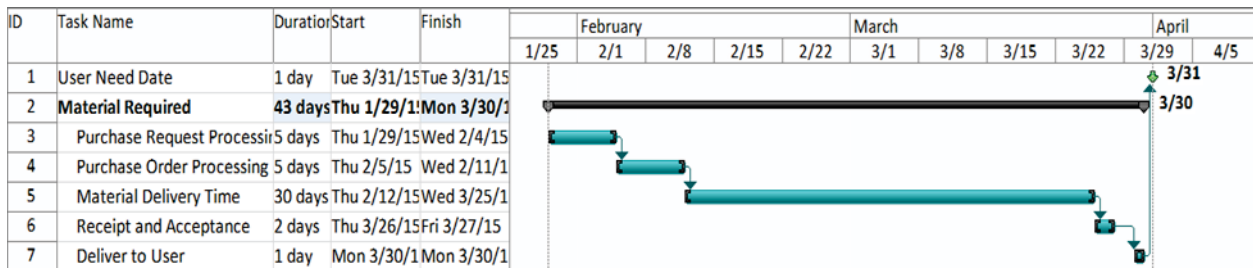 ID Task Name Duration Start Finish February March April
1/25 2/1 2/8 2/15 2/22 3/1 3/8 3/15 3/22 3/29 4/5
1 User Need Date 1 day Tue 3/31/15 Tue 3/31/15 3/31
2 Material Required 43 days Thu 1/29/1 Mon 3/30/1 3/30
3 Purchase Request Processin 5 days Thu 1/29/15 Wed 2/4/15
4 Purchase Order Processing 5 days Thu 2/5/15 Wed 2/11/1
5 Material Delivery Time 30 days Thu 2/12/15 Wed 3/25/1
6 Receipt and Acceptance 2 days Thu 3/26/15 Fri 3/27/15
7 Deliver to User 1 day Mon 3/30/1 Mon 3/30/1